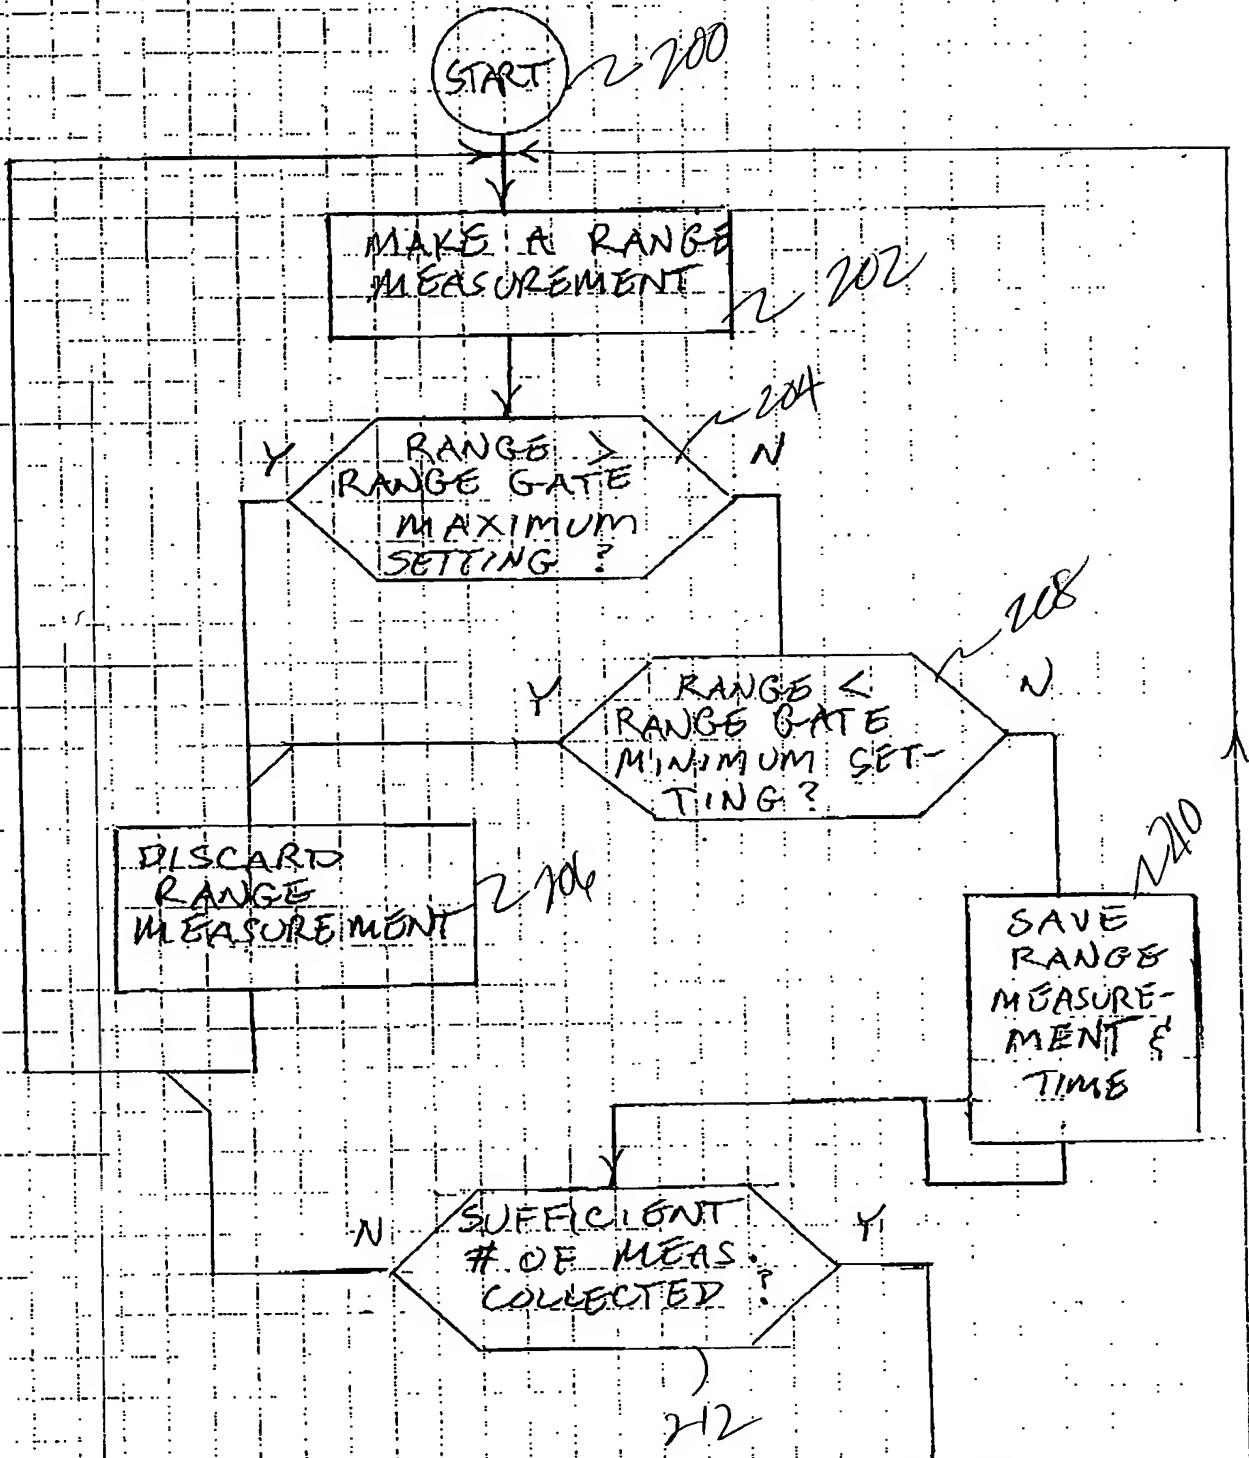 START
200
MAKE A RANGE
MEASUREMENT
202
204
Y
RANGE >
N
RANGE GATE
MAXIMUM
SETTING ?
208
Y
RANGE <
N
RANGE GATE
MINIMUM SET-
TING ?
210
DISCARD
RANGE
MEASUREMENT
206
SAVE
RANGE
MEASURE-
MENT &
TIME
N
SUFFICIENT
Y
# OF MEAS.
COLLECTED ?
212